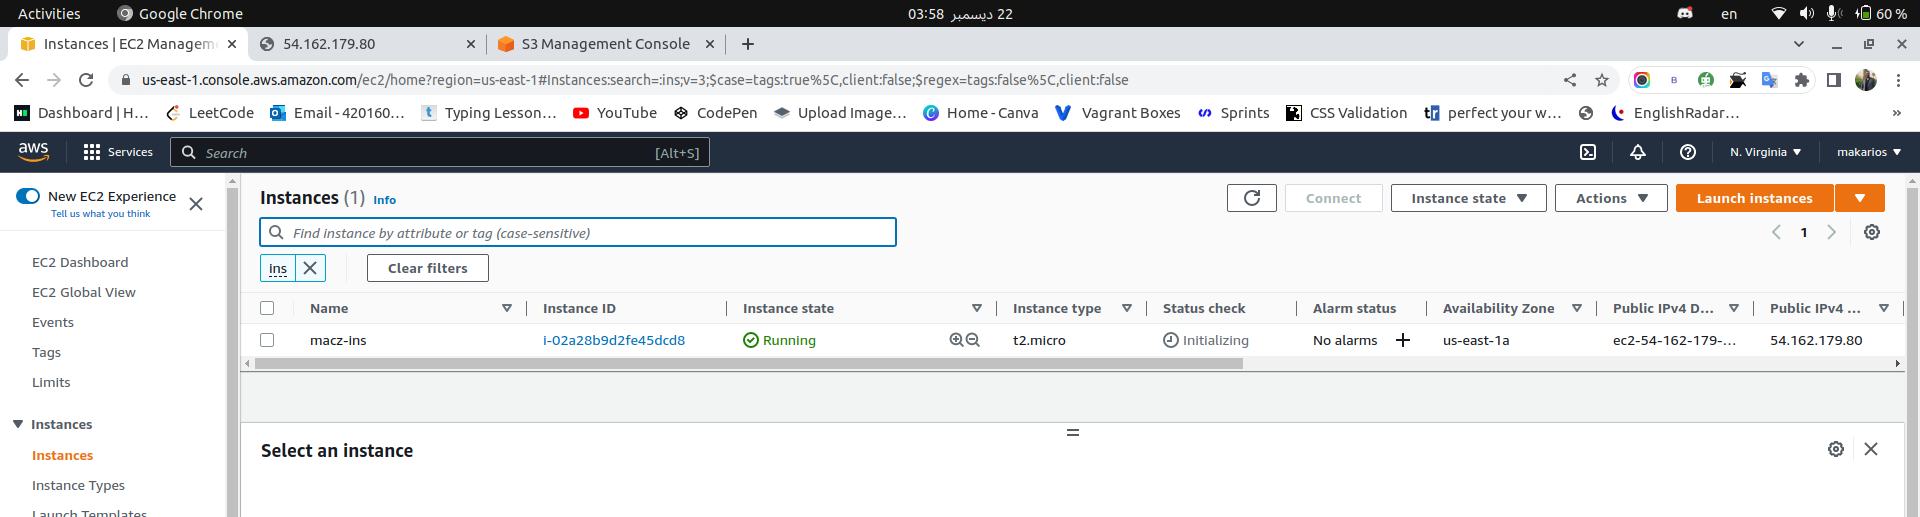 Activities Google Chrome 22 ديسمبر 03:58 en 60 %
Instances | EC2 Managem 54.162.179.80 S3 Management Console
us-east-1.console.aws.amazon.com/ec2/home?region=us-east-1#Instances:search=:ins;v=3;$case=tags:true%5C,client:false;$regex=tags:false%5C,client:false
Dashboard | H... LeetCode Email - 420160... Typing Lesson... YouTube CodePen Upload Image... Home - Canva Vagrant Boxes Sprints CSS Validation perfect your w... EnglishRadar... »
aws Services Search [Alt+S] N. Virginia makarios
New EC2 Experience
Tell us what you think
Instances (1) Info Connect Instance state Actions Launch instances
Find instance by attribute or tag (case-sensitive) 1
ins Clear filters
EC2 Dashboard
EC2 Global View
Events
Tags
Limits
Instances
Instances
Instance Types
Launch Templates
Name Instance ID Instance state Instance type Status check Alarm status Availability Zone Public IPv4 D... Public IPv4 ...
macz-ins i-02a28b9d2fe45dcd8 Running t2.micro Initializing No alarms us-east-1a ec2-54-162-179-... 54.162.179.80
Select an instance